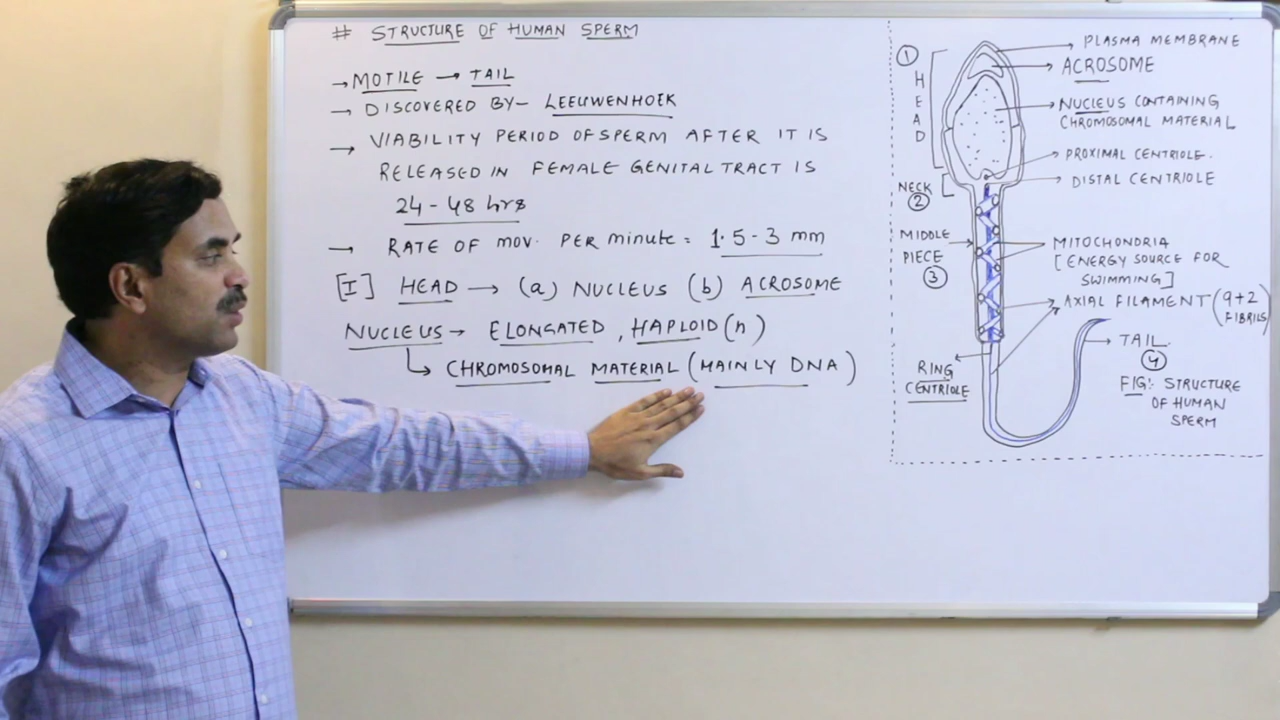 # STRUCTURE OF HUMAN SPERM
→ MOTILE → TAIL
→ DISCOVERED BY- LEEUWENHOEK
→ VIABILITY PERIOD OF SPERM AFTER IT IS
RELEASED IN FEMALE GENITAL TRACT IS
24-48 hrs
→ RATE OF MOV. PER MINUTE = 1.5-3 mm
[I] HEAD → (a) NUCLEUS (b) ACROSOME
NUCLEUS → ELONGATED, HAPLOID (n)
↳ CHROMOSOMAL MATERIAL (MAINLY DNA)
① HEAD
PLASMA MEMBRANE
ACROSOME
NUCLEUS CONTAINING
CHROMOSOMAL MATERIAL
PROXIMAL CENTRIOLE.
DISTAL CENTRIOLE
NECK
②
MIDDLE
PIECE
③
MITOCHONDRIA
[ENERGY SOURCE FOR
SWIMMING]
AXIAL FILAMENT (9+2
FIBRILS)
RING
CENTRIOLE
TAIL
④
FIG:- STRUCTURE
OF HUMAN
SPERM